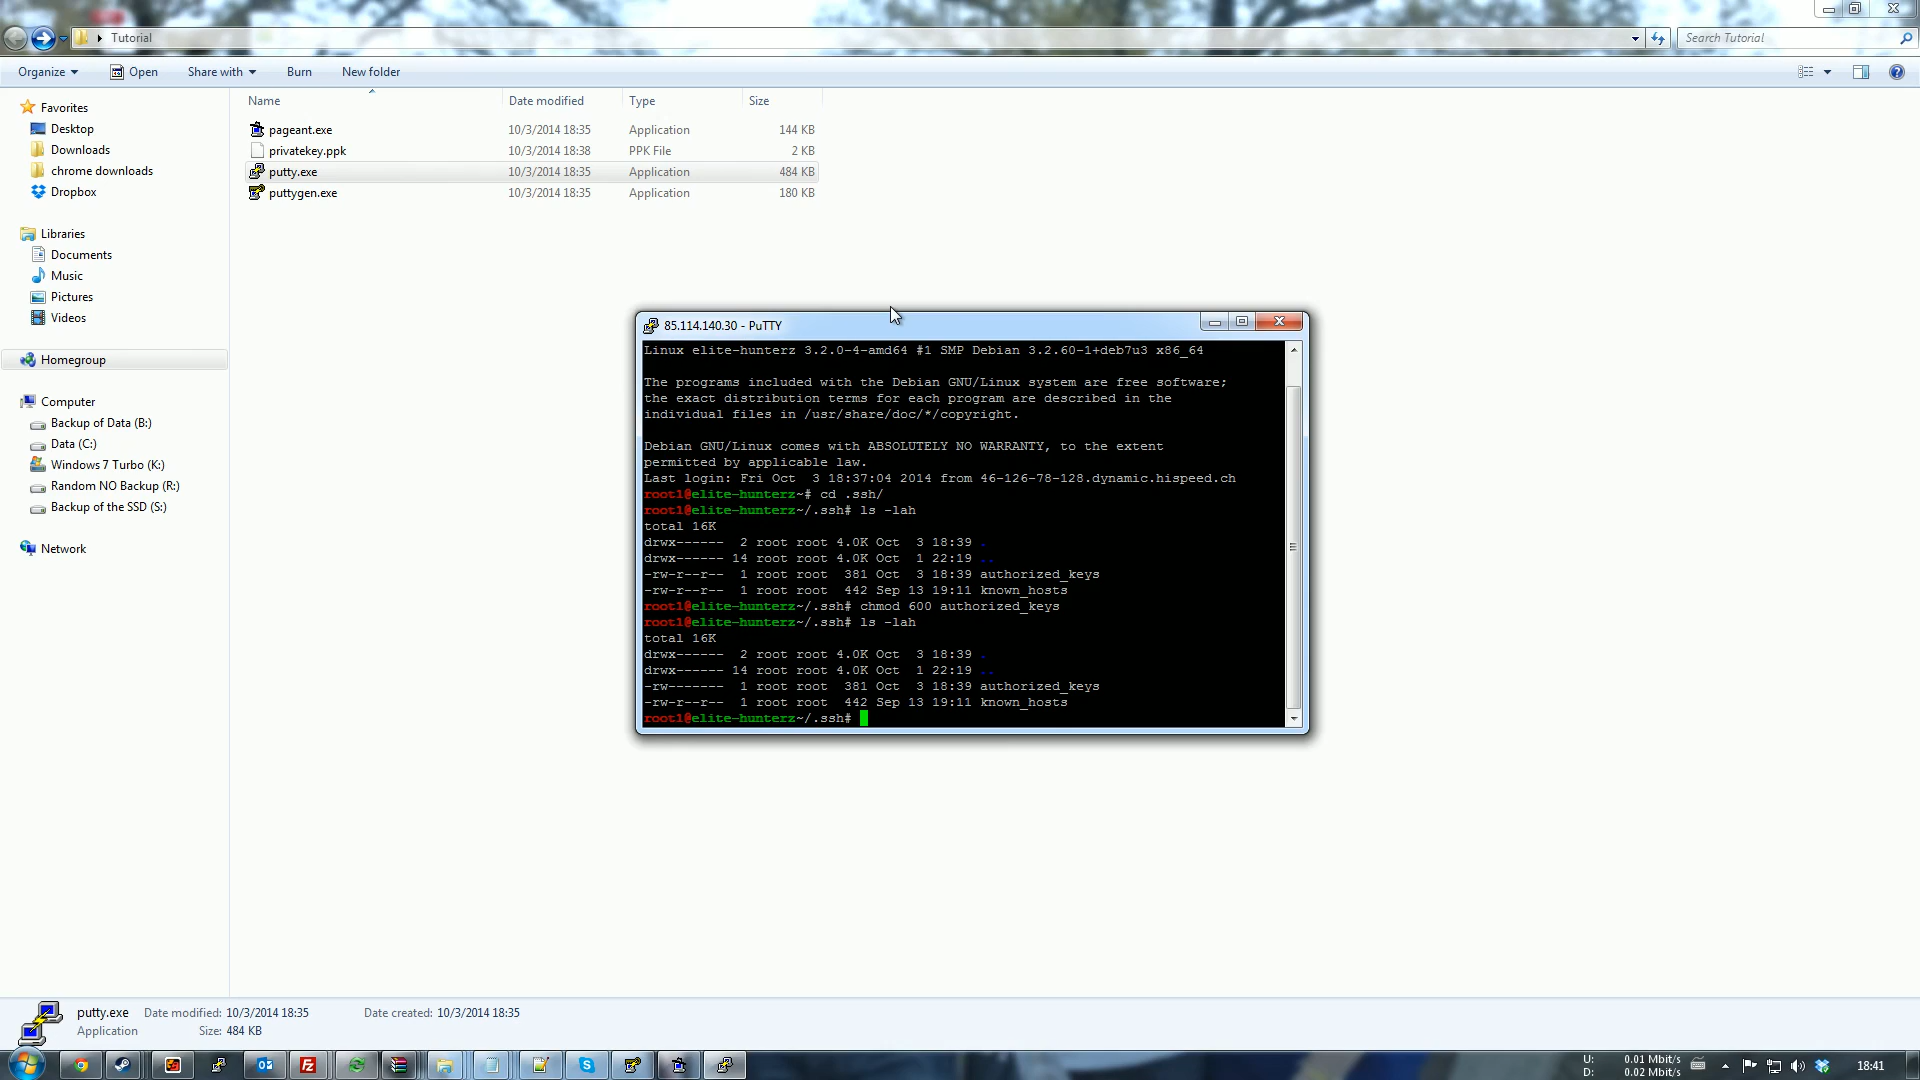 Tutorial
Search Tutorial
Organize
Open
Share with
Burn
New folder
Name
Date modified
Type
Size
pageant.exe 10/3/2014 18:35 Application 144 KB
privatekey.ppk 10/3/2014 18:38 PPK File 2 KB
putty.exe 10/3/2014 18:35 Application 484 KB
puttygen.exe 10/3/2014 18:35 Application 180 KB
Favorites
Desktop
Downloads
chrome downloads
Dropbox
Libraries
Documents
Music
Pictures
Videos
Homegroup
Computer
Backup of Data (B:)
Data (C:)
Windows 7 Turbo (K:)
Random NO Backup (R:)
Backup of the SSD (S:)
Network
85.114.140.30 - PuTTY
Linux elite-hunterz 3.2.0-4-amd64 #1 SMP Debian 3.2.60-1+deb7u3 x86_64
The programs included with the Debian GNU/Linux system are free software;
the exact distribution terms for each program are described in the
individual files in /usr/share/doc/*/copyright.
Debian GNU/Linux comes with ABSOLUTELY NO WARRANTY, to the extent
permitted by applicable law.
Last login: Fri Oct  3 18:37:04 2014 from 46-126-78-128.dynamic.hispeed.ch
root1@elite-hunterz~# cd .ssh/
root1@elite-hunterz~/.ssh# ls -lah
total 16K
drwx------  2 root root 4.0K Oct  3 18:39 .
drwx------ 14 root root 4.0K Oct  1 22:19 ..
-rw-r--r--  1 root root  381 Oct  3 18:39 authorized_keys
-rw-r--r--  1 root root  442 Sep 13 19:11 known_hosts
root1@elite-hunterz~/.ssh# chmod 600 authorized_keys
root1@elite-hunterz~/.ssh# ls -lah
total 16K
drwx------  2 root root 4.0K Oct  3 18:39 .
drwx------ 14 root root 4.0K Oct  1 22:19 ..
-rw-------  1 root root  381 Oct  3 18:39 authorized_keys
-rw-r--r--  1 root root  442 Sep 13 19:11 known_hosts
root1@elite-hunterz~/.ssh#
putty.exe Date modified: 10/3/2014 18:35 Date created: 10/3/2014 18:35
Application Size: 484 KB
U: 0.01 Mbit/s
D: 0.02 Mbit/s
18:41